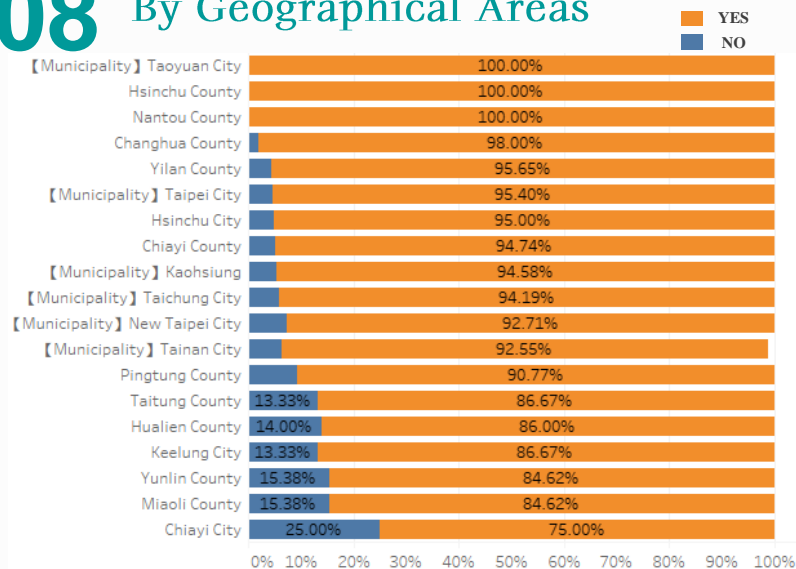 08 By Geographical Areas
YES
NO
【Municipality】Taoyuan City 100.00%
Hsinchu County 100.00%
Nantou County 100.00%
Changhua County 98.00%
Yilan County 95.65%
【Municipality】Taipei City 95.40%
Hsinchu City 95.00%
Chiayi County 94.74%
【Municipality】Kaohsiung 94.58%
【Municipality】Taichung City 94.19%
【Municipality】New Taipei City 92.71%
【Municipality】Tainan City 92.55%
Pingtung County 90.77%
Taitung County 13.33% 86.67%
Hualien County 14.00% 86.00%
Keelung City 13.33% 86.67%
Yunlin County 15.38% 84.62%
Miaoli County 15.38% 84.62%
Chiayi City 25.00% 75.00%
0% 10% 20% 30% 40% 50% 60% 70% 80% 90% 100%